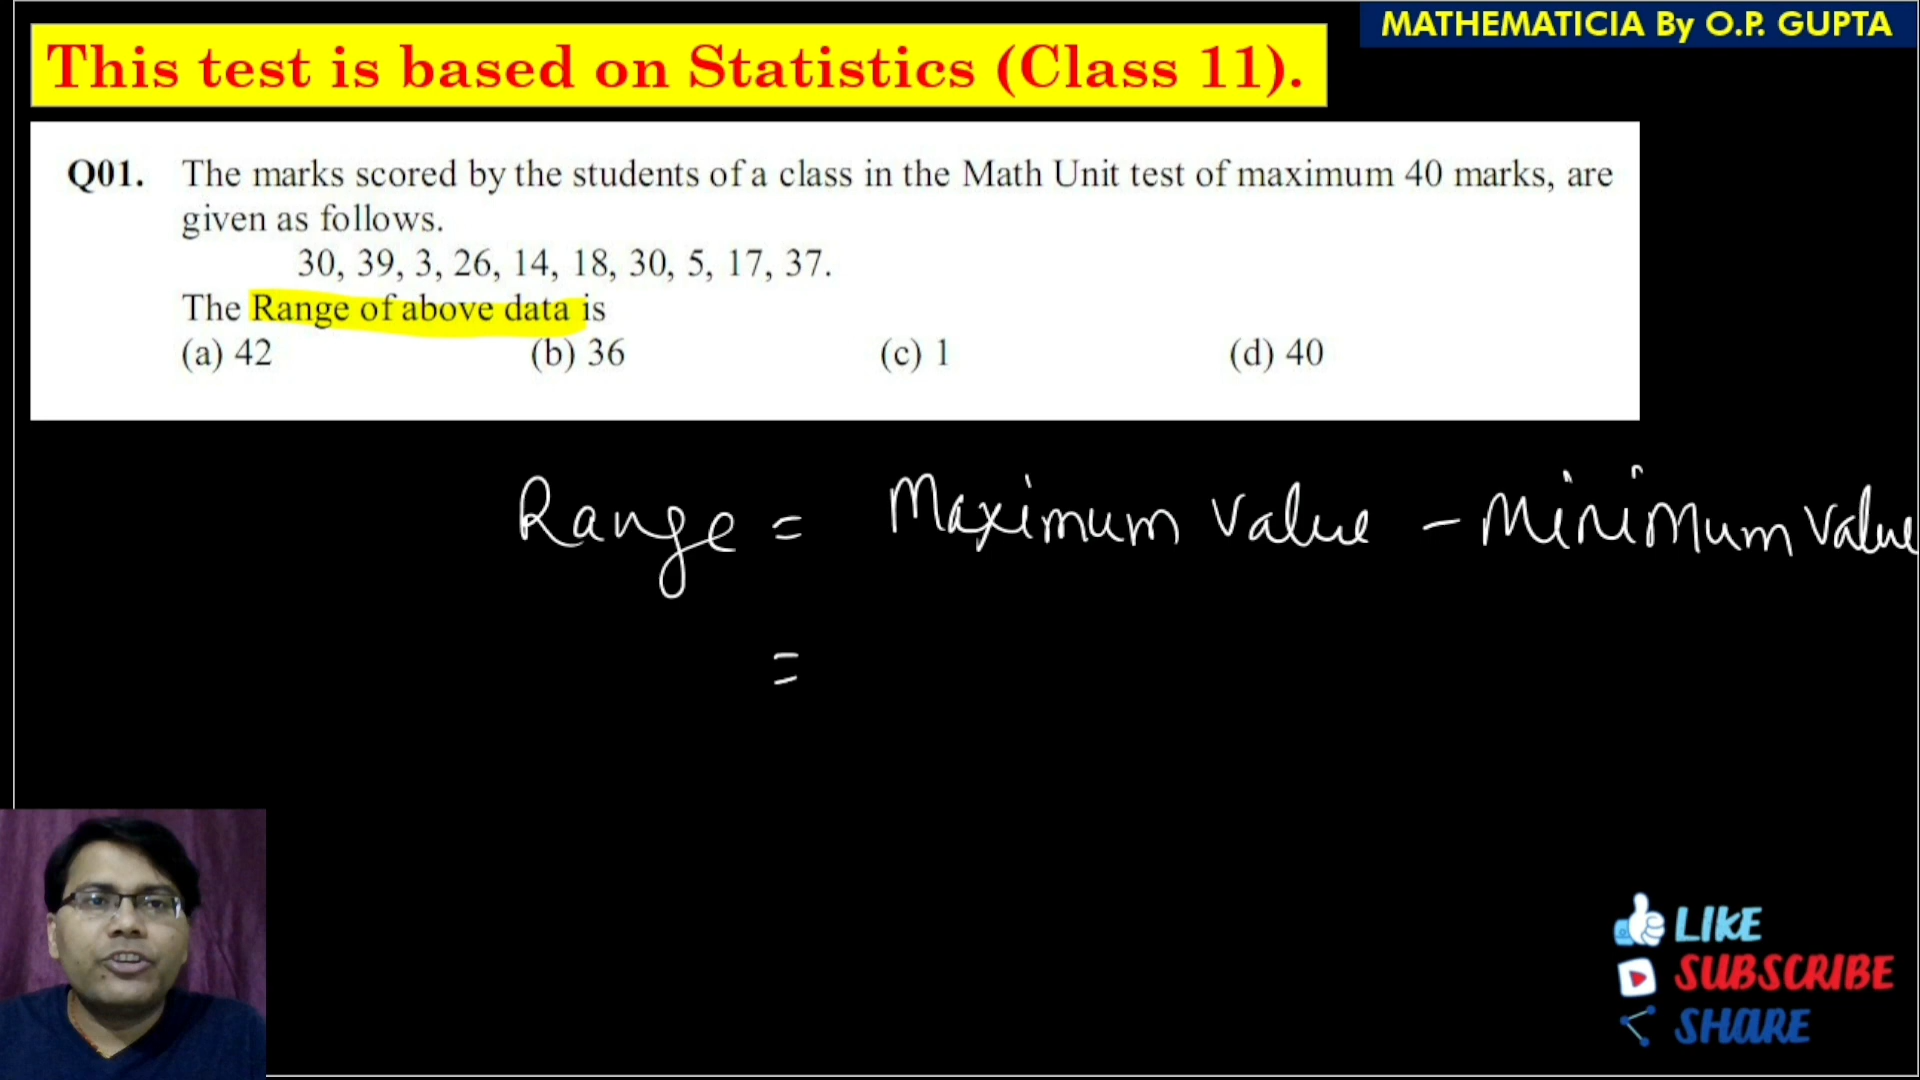 MATHEMATICIA By O.P. GUPTA
This test is based on Statistics (Class 11).
Q01. The marks scored by the students of a class in the Math Unit test of maximum 40 marks, are
given as follows.
30, 39, 3, 26, 14, 18, 30, 5, 17, 37.
The Range of above data is
(a) 42 (b) 36 (c) 1 (d) 40
Range = Maximum value - Minimum value
=
LIKE
SUBSCRIBE
SHARE